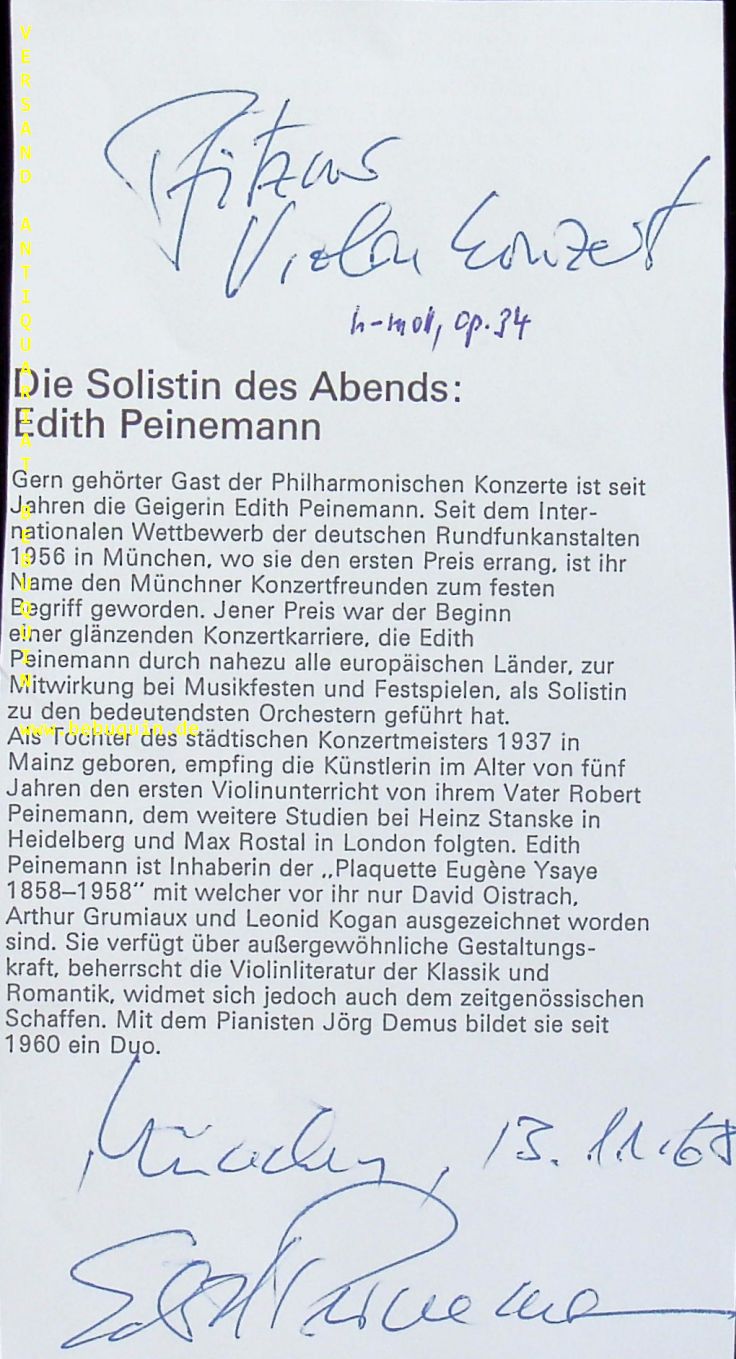 Pfitzner
Violin Konzert
h-moll, op. 34
Die Solistin des Abends:
Edith Peinemann
Gern gehörter Gast der Philharmonischen Konzerte ist seit
Jahren die Geigerin Edith Peinemann. Seit dem Inter-
nationalen Wettbewerb der deutschen Rundfunkanstalten
1956 in München, wo sie den ersten Preis errang, ist ihr
Name den Münchner Konzertfreunden zum festen
Begriff geworden. Jener Preis war der Beginn
einer glänzenden Konzertkarriere, die Edith
Peinemann durch nahezu alle europäischen Länder, zur
Mitwirkung bei Musikfesten und Festspielen, als Solistin
zu den bedeutendsten Orchestern geführt hat.
Als Tochter des städtischen Konzertmeisters 1937 in
Mainz geboren, empfing die Künstlerin im Alter von fünf
Jahren den ersten Violinunterricht von ihrem Vater Robert
Peinemann, dem weitere Studien bei Heinz Stanske in
Heidelberg und Max Rostal in London folgten. Edith
Peinemann ist Inhaberin der „Plaquette Eugène Ysaye
1858–1958” mit welcher vor ihr nur David Oistrach,
Arthur Grumiaux und Leonid Kogan ausgezeichnet worden
sind. Sie verfügt über außergewöhnliche Gestaltungs-
kraft, beherrscht die Violinliteratur der Klassik und
Romantik, widmet sich jedoch auch dem zeitgenössischen
Schaffen. Mit dem Pianisten Jörg Demus bildet sie seit
1960 ein Duo.
München, 13.11.68
Edith Peinemann
VERSAND ANTIQUARIAT BEBUQUIN
www.bebuquin.de